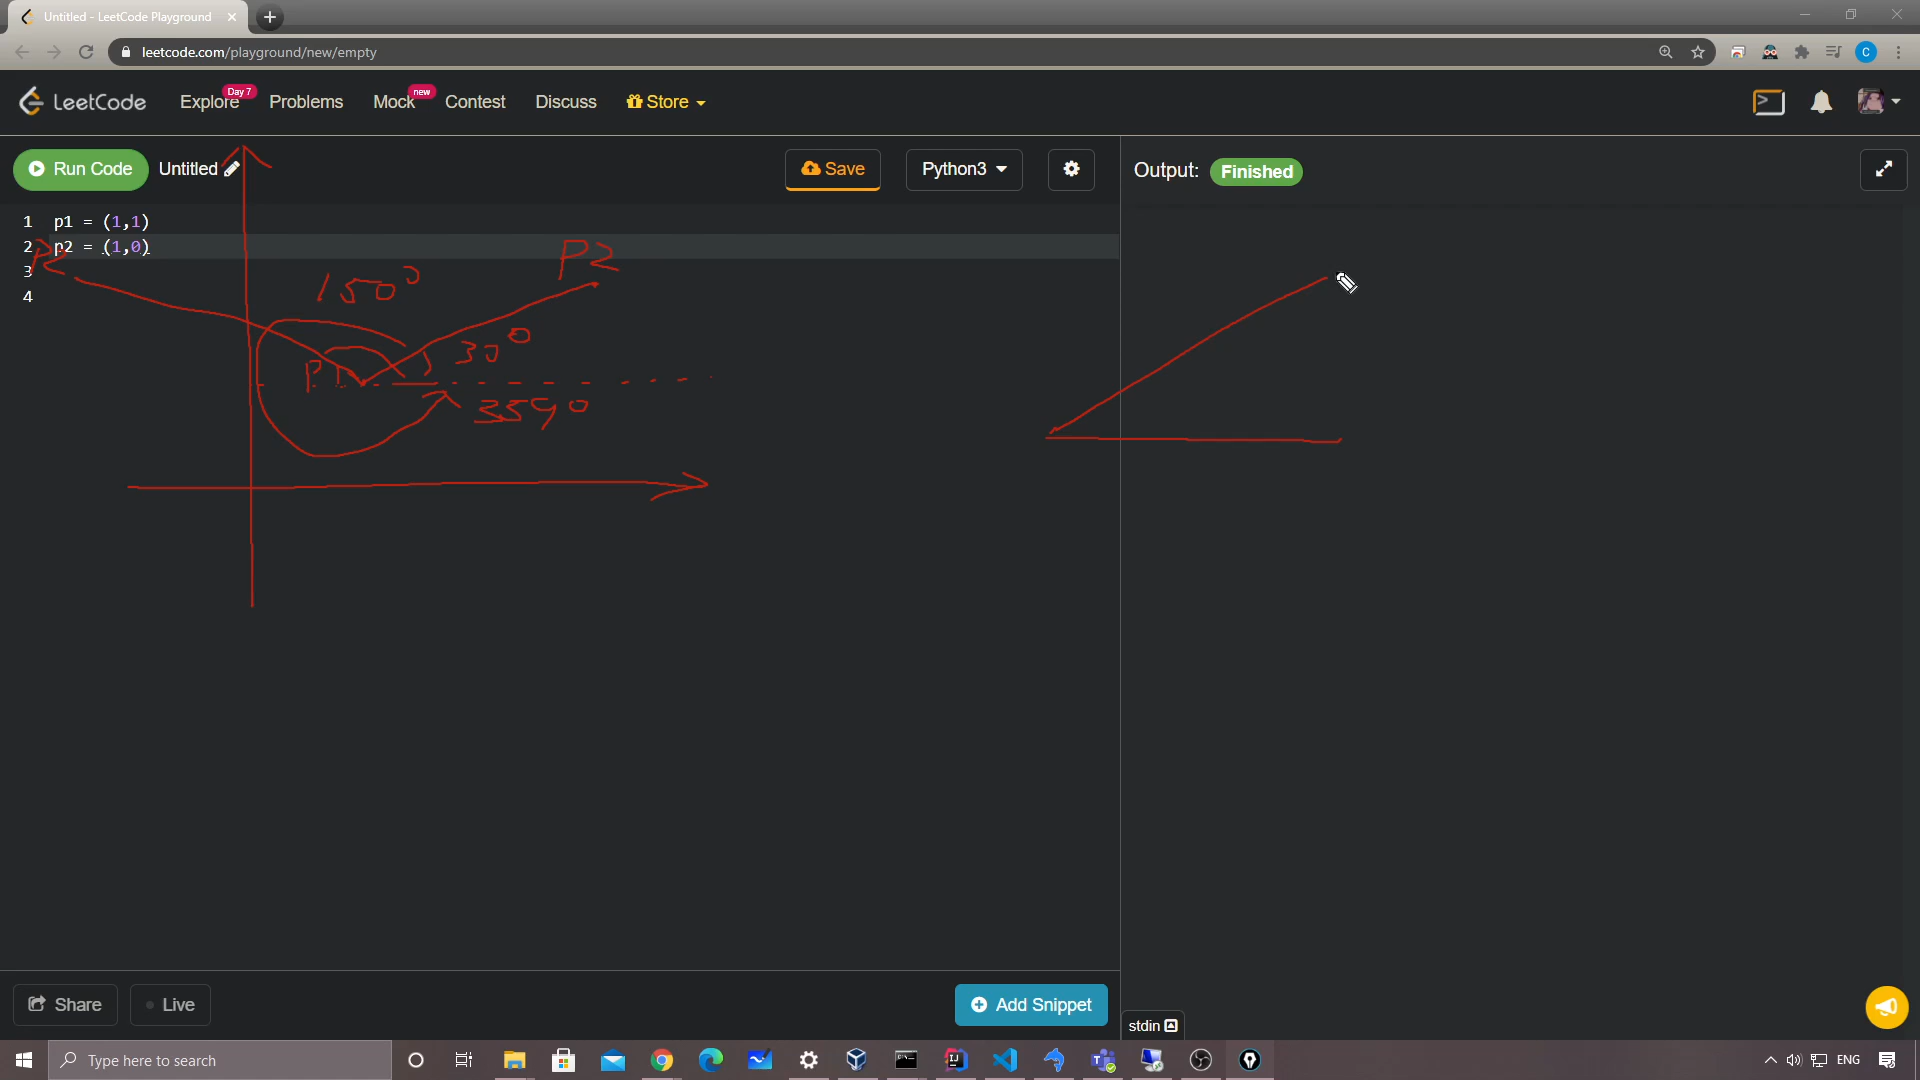 Untitled - LeetCode Playground
leetcode.com/playground/new/empty
C
LeetCode
Explore Day 7 Problems Mock new Contest Discuss Store
Run Code Untitled Save Python3 Output: Finished
1 p1 = (1,1)
2 p2 = (1,0)
3
4
P2
P2
150°
30°
P1
359°
Share Live Add Snippet
stdin
Type here to search
ENG